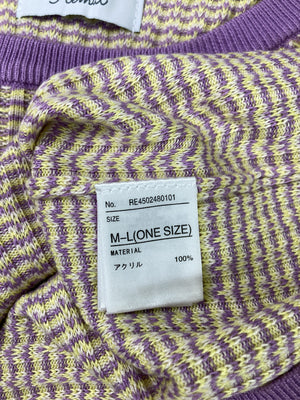 No. RE4502480101
SIZE
M-L(ONE SIZE)
MATERIAL
アクリル 100%